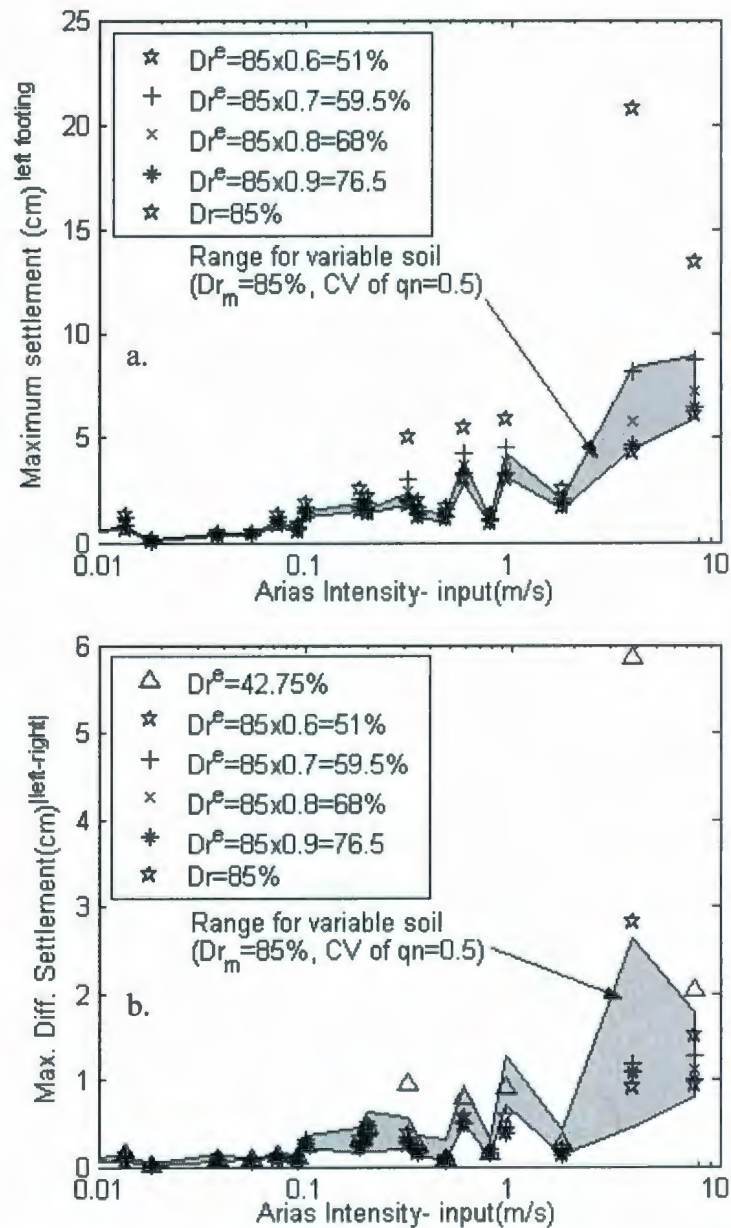 25
20
15
10
5
0
Maximum settlement (cm)^left footing
☆ Dr^e=85x0.6=51%
+ Dr^e=85x0.7=59.5%
× Dr^e=85x0.8=68%
* Dr^e=85x0.9=76.5
☆ Dr=85%
Range for variable soil
(Dr_m=85%, CV of qn=0.5)
a.
0.01 0.1 1 10
Arias Intensity- input(m/s)
6
5
4
3
2
1
0
Max. Diff. Settlement(cm)^|left-right|
△ Dr^e=42.75%
☆ Dr^e=85x0.6=51%
+ Dr^e=85x0.7=59.5%
× Dr^e=85x0.8=68%
* Dr^e=85x0.9=76.5
☆ Dr=85%
Range for variable soil
(Dr_m=85%, CV of qn=0.5)
b.
0.01 0.1 1 10
Arias Intensity- input(m/s)